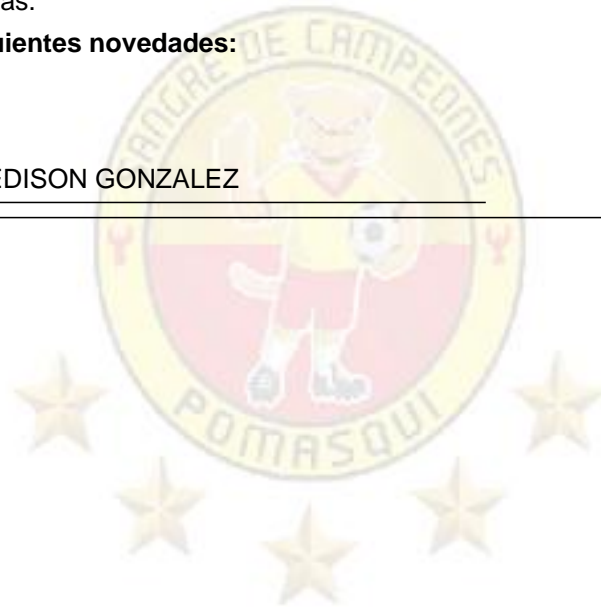 as.
uientes novedades:
SANGRE DE CAMPEONES
EDISON GONZALEZ
POMASQUI